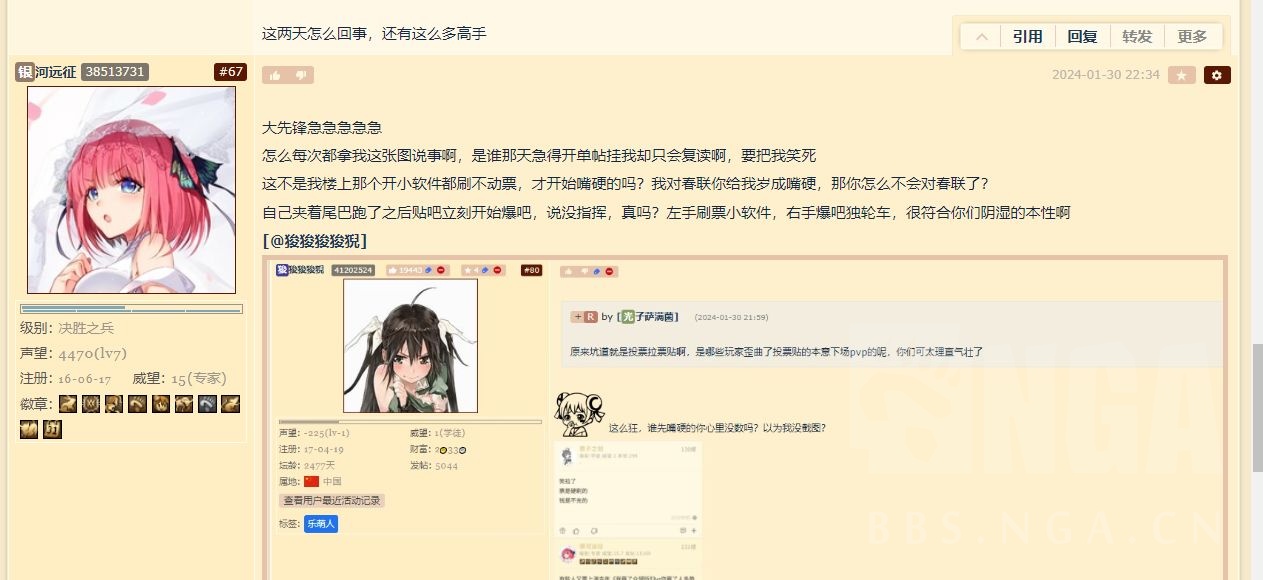 这两天怎么回事，还有这么多高手
引用 回复 转发 更多
银河远征 38513731 #67
2024-01-30 22:34
大先锋急急急急急
怎么每次都拿我这张图说事啊，是谁那天急得开单帖挂我却只会复读啊，要把我笑死
这不是我楼上那个开小软件都刷不动票，才开始嘴硬的吗？我对春联你给我岁成嘴硬，那你怎么不会对春联了？
自己夹着尾巴跑了之后贴吧立刻开始爆吧，说没指挥，真吗？左手刷票小软件，右手爆吧独轮车，很符合你们阴湿的本性啊
[@狻狻狻狻猊]
级别：决胜之兵
声望：4470(lv7)
注册：16-06-17 威望：15(专家)
徽章：
狻狻狻狻猊 41202524 19443 4 #80
+ R by [光子萨满菌] (2024-01-30 21:59)
原来坑道就是投票拉票贴啊，是哪些玩家歪曲了投票贴的本意下场pvp的呢，你们可太理直气壮了
这么狂，谁先嘴硬的你心里没数吗？以为我没截图？
声望：-225(lv-1) 威望：1(学徒)
注册：17-04-19 财富：2 33
坛龄：2477天 发帖：5044
属地： 中国
查看用户最近活动记录
标签：乐萌人
BBS.NGA.CN